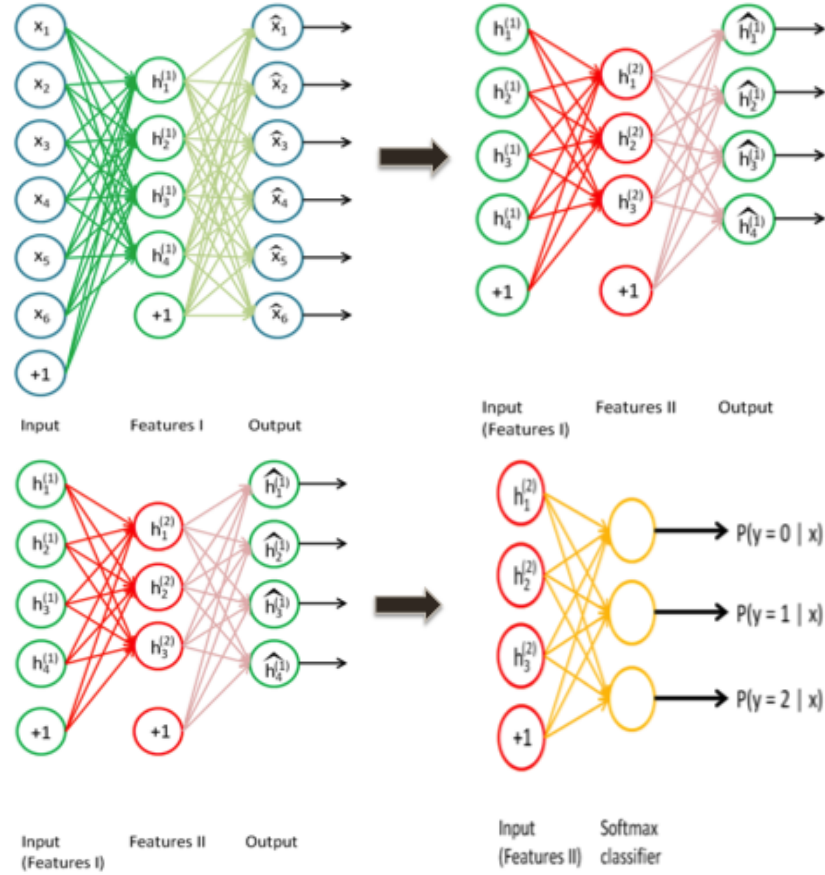 x₁
x₂
x₃
x₄
x₅
x₆
+1
h₁⁽¹⁾
h₂⁽¹⁾
h₃⁽¹⁾
h₄⁽¹⁾
+1
x̂₁
x̂₂
x̂₃
x̂₄
x̂₅
x̂₆
Input Features I Output
h₁⁽¹⁾
h₂⁽¹⁾
h₃⁽¹⁾
h₄⁽¹⁾
+1
h₁⁽²⁾
h₂⁽²⁾
h₃⁽²⁾
+1
ĥ₁⁽¹⁾
ĥ₂⁽¹⁾
ĥ₃⁽¹⁾
ĥ₄⁽¹⁾
Input Features II Output
(Features I)
h₁⁽¹⁾
h₂⁽¹⁾
h₃⁽¹⁾
h₄⁽¹⁾
+1
h₁⁽²⁾
h₂⁽²⁾
h₃⁽²⁾
+1
ĥ₁⁽¹⁾
ĥ₂⁽¹⁾
ĥ₃⁽¹⁾
ĥ₄⁽¹⁾
Input Features II Output
(Features I)
h₁⁽²⁾
h₂⁽²⁾
h₃⁽²⁾
+1
P(y = 0 | x)
P(y = 1 | x)
P(y = 2 | x)
Input Softmax
(Features II) classifier